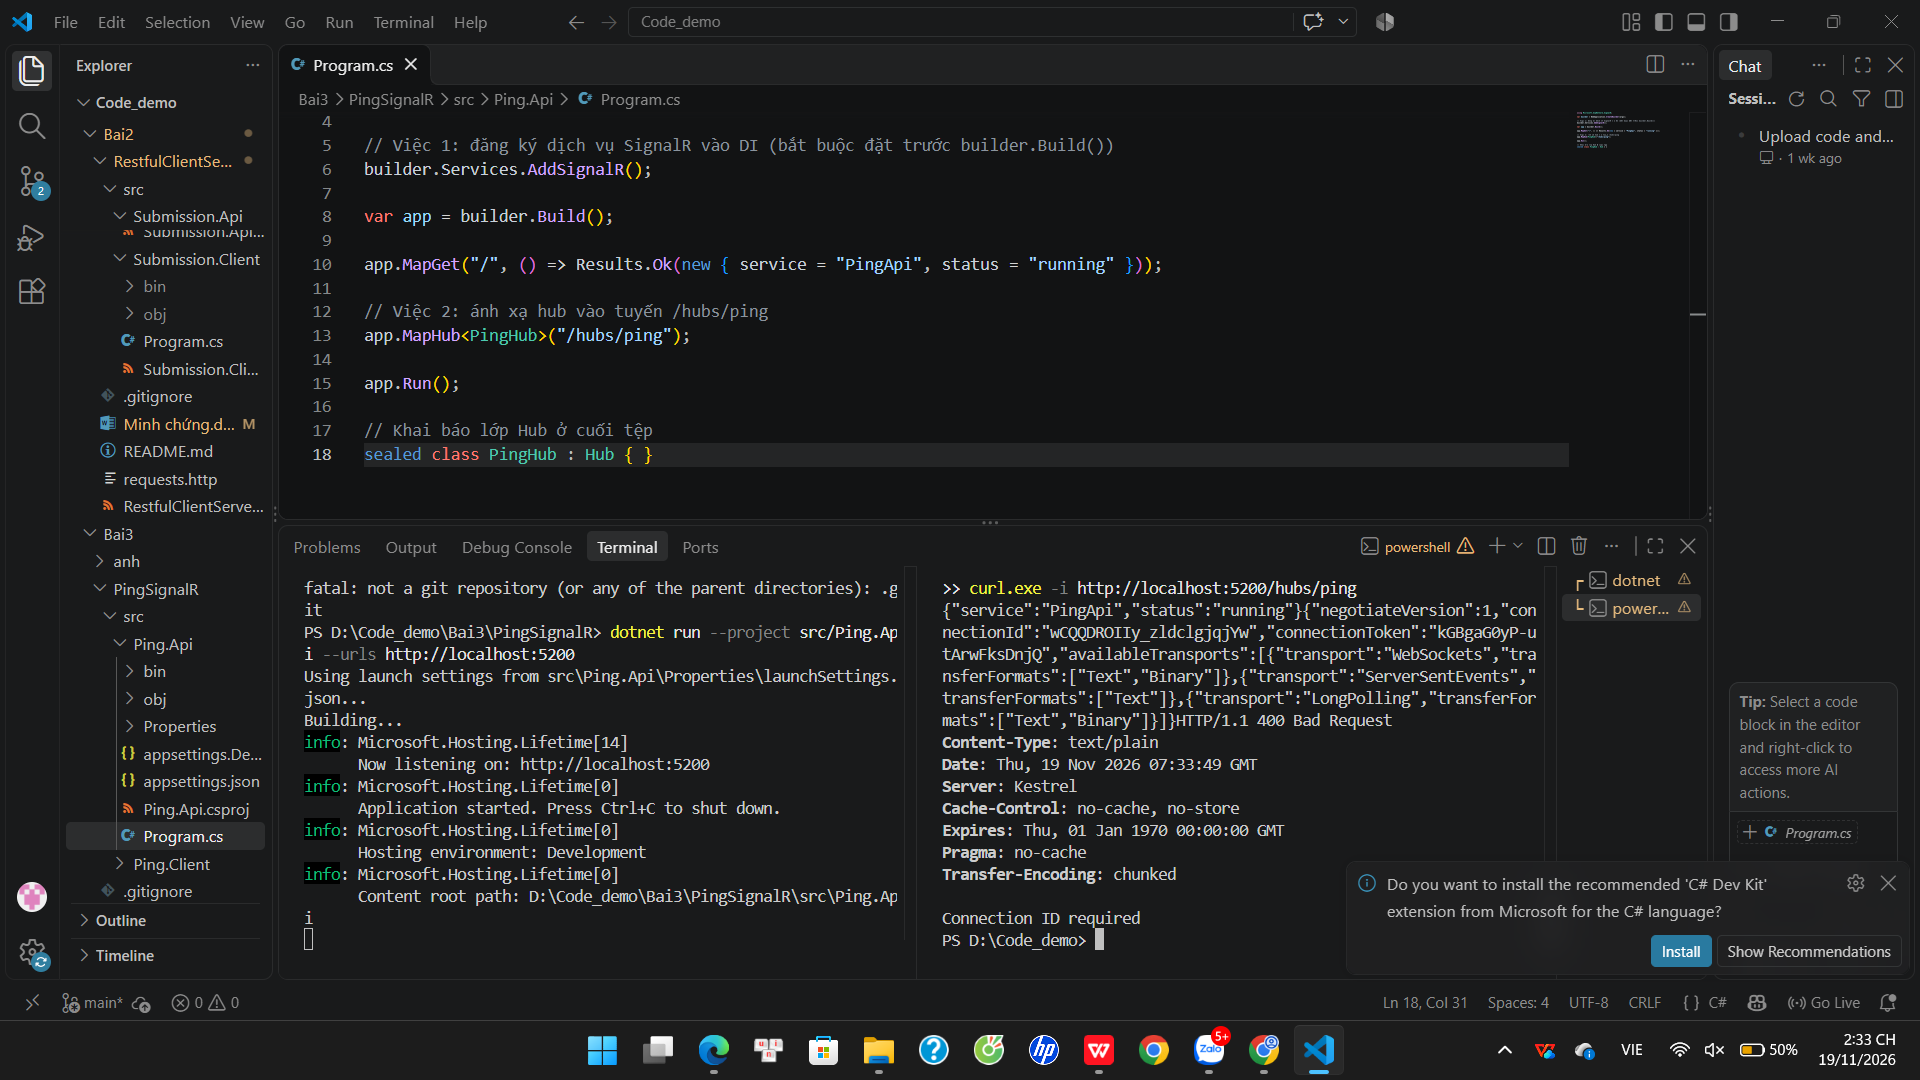 File Edit Selection View Go Run Terminal Help
Code_demo
Explorer
Code_demo
Bai2
RestfulClientSe...
src
Submission.Api
Submission.Api...
Submission.Client
bin
obj
Program.cs
Submission.Cli...
.gitignore
Minh chứng.d... M
README.md
requests.http
RestfulClientServe...
Bai3
anh
PingSignalR
src
Ping.Api
bin
obj
Properties
appsettings.De...
appsettings.json
Ping.Api.csproj
Program.cs
Ping.Client
.gitignore
Outline
Timeline
2
Program.cs
Bai3 > PingSignalR > src > Ping.Api > Program.cs
4
5 // Việc 1: đăng ký dịch vụ SignalR vào DI (bắt buộc đặt trước builder.Build())
6 builder.Services.AddSignalR();
7
8 var app = builder.Build();
9
10 app.MapGet("/", () => Results.Ok(new { service = "PingApi", status = "running" }));
11
12 // Việc 2: ánh xạ hub vào tuyến /hubs/ping
13 app.MapHub<PingHub>("/hubs/ping");
14
15 app.Run();
16
17 // Khai báo lớp Hub ở cuối tệp
18 sealed class PingHub : Hub { }
Problems Output Debug Console Terminal Ports
powershell
fatal: not a git repository (or any of the parent directories): .g
it
PS D:\Code_demo\Bai3\PingSignalR> dotnet run --project src/Ping.Ap
i --urls http://localhost:5200
Using launch settings from src\Ping.Api\Properties\launchSettings.
json...
Building...
info: Microsoft.Hosting.Lifetime[14]
Now listening on: http://localhost:5200
info: Microsoft.Hosting.Lifetime[0]
Application started. Press Ctrl+C to shut down.
info: Microsoft.Hosting.Lifetime[0]
Hosting environment: Development
info: Microsoft.Hosting.Lifetime[0]
Content root path: D:\Code_demo\Bai3\PingSignalR\src\Ping.Ap
i
>> curl.exe -i http://localhost:5200/hubs/ping
{"service":"PingApi","status":"running"}{"negotiateVersion":1,"con
nectionId":"wCQQDROIIy_zldclgjqjYw","connectionToken":"kGBgaG0yP-u
tArwFksDnjQ","availableTransports":[{"transport":"WebSockets","tra
nsferFormats":["Text","Binary"]},{"transport":"ServerSentEvents","
transferFormats":["Text"]},{"transport":"LongPolling","transferFor
mats":["Text","Binary"]}]}HTTP/1.1 400 Bad Request
Content-Type: text/plain
Date: Thu, 19 Nov 2026 07:33:49 GMT
Server: Kestrel
Cache-Control: no-cache, no-store
Expires: Thu, 01 Jan 1970 00:00:00 GMT
Pragma: no-cache
Transfer-Encoding: chunked
Connection ID required
PS D:\Code_demo>
dotnet
power...
Chat
Sessi...
Upload code and...
1 wk ago
Tip: Select a code
block in the editor
and right-click to
access more AI
actions.
Program.cs
Do you want to install the recommended 'C# Dev Kit'
extension from Microsoft for the C# language?
Install Show Recommendations
main* 0 0
Ln 18, Col 31 Spaces: 4 UTF-8 CRLF {} C# Go Live
5+
Zalo
hp
VIE 50%
2:33 CH
19/11/2026